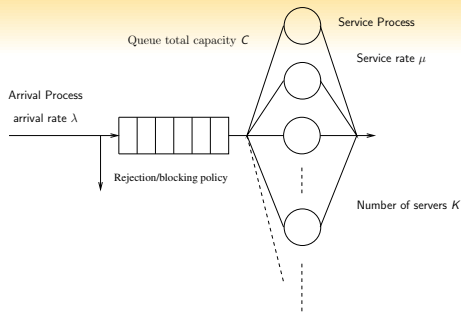 Queue total capacity C
Service Process
Service rate μ
Arrival Process
arrival rate λ
Rejection/blocking policy
Number of servers K